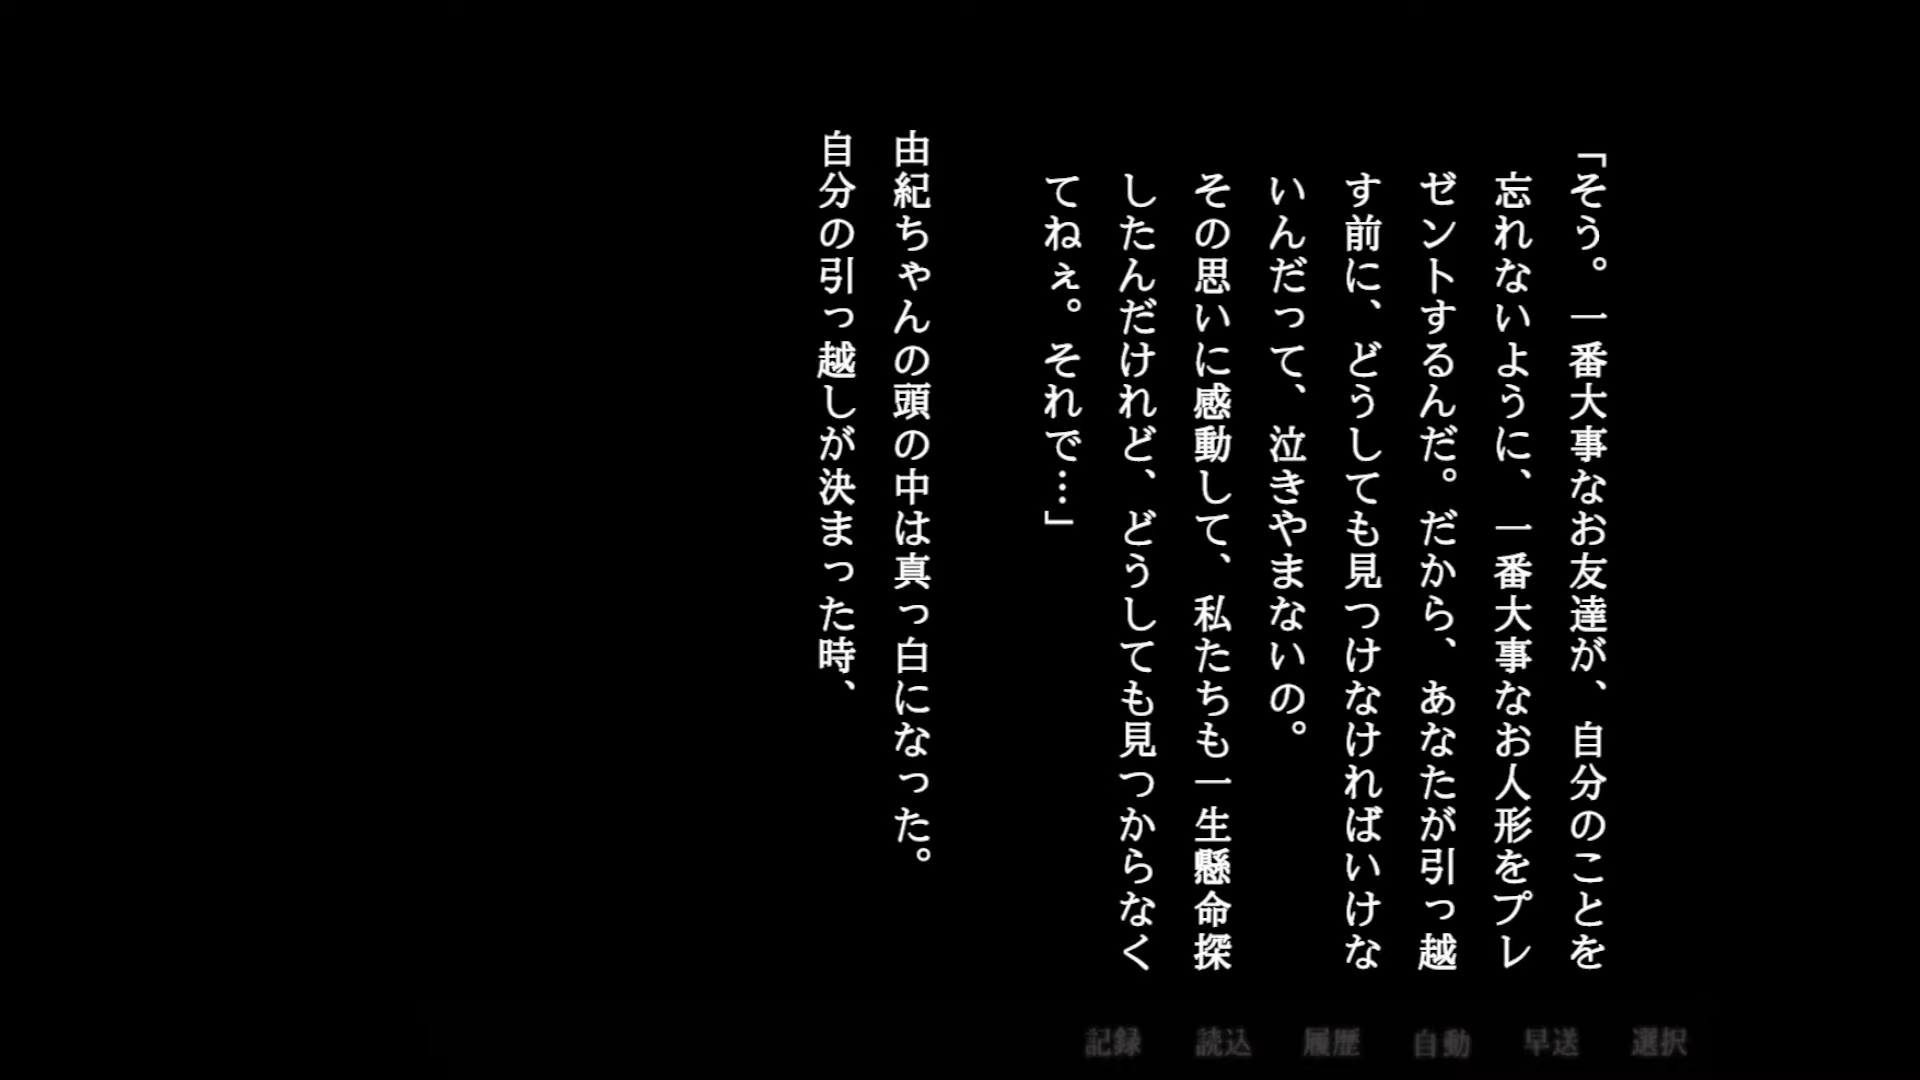 「そう。一番大事なお友達が、自分のことを
忘れないように、一番大事なお人形をプレ
ゼントするんだ。だから、あなたが引っ越
す前に、どうしても見つけなければいけな
いんだって、泣きやまないの。
その思いに感動して、私たちも一生懸命探
したんだけれど、どうしても見つからなく
てねぇ。それで…」
由紀ちゃんの頭の中は真っ白になった。
自分の引っ越しが決まった時、
記録 読込 履歴 自動 早送 選択